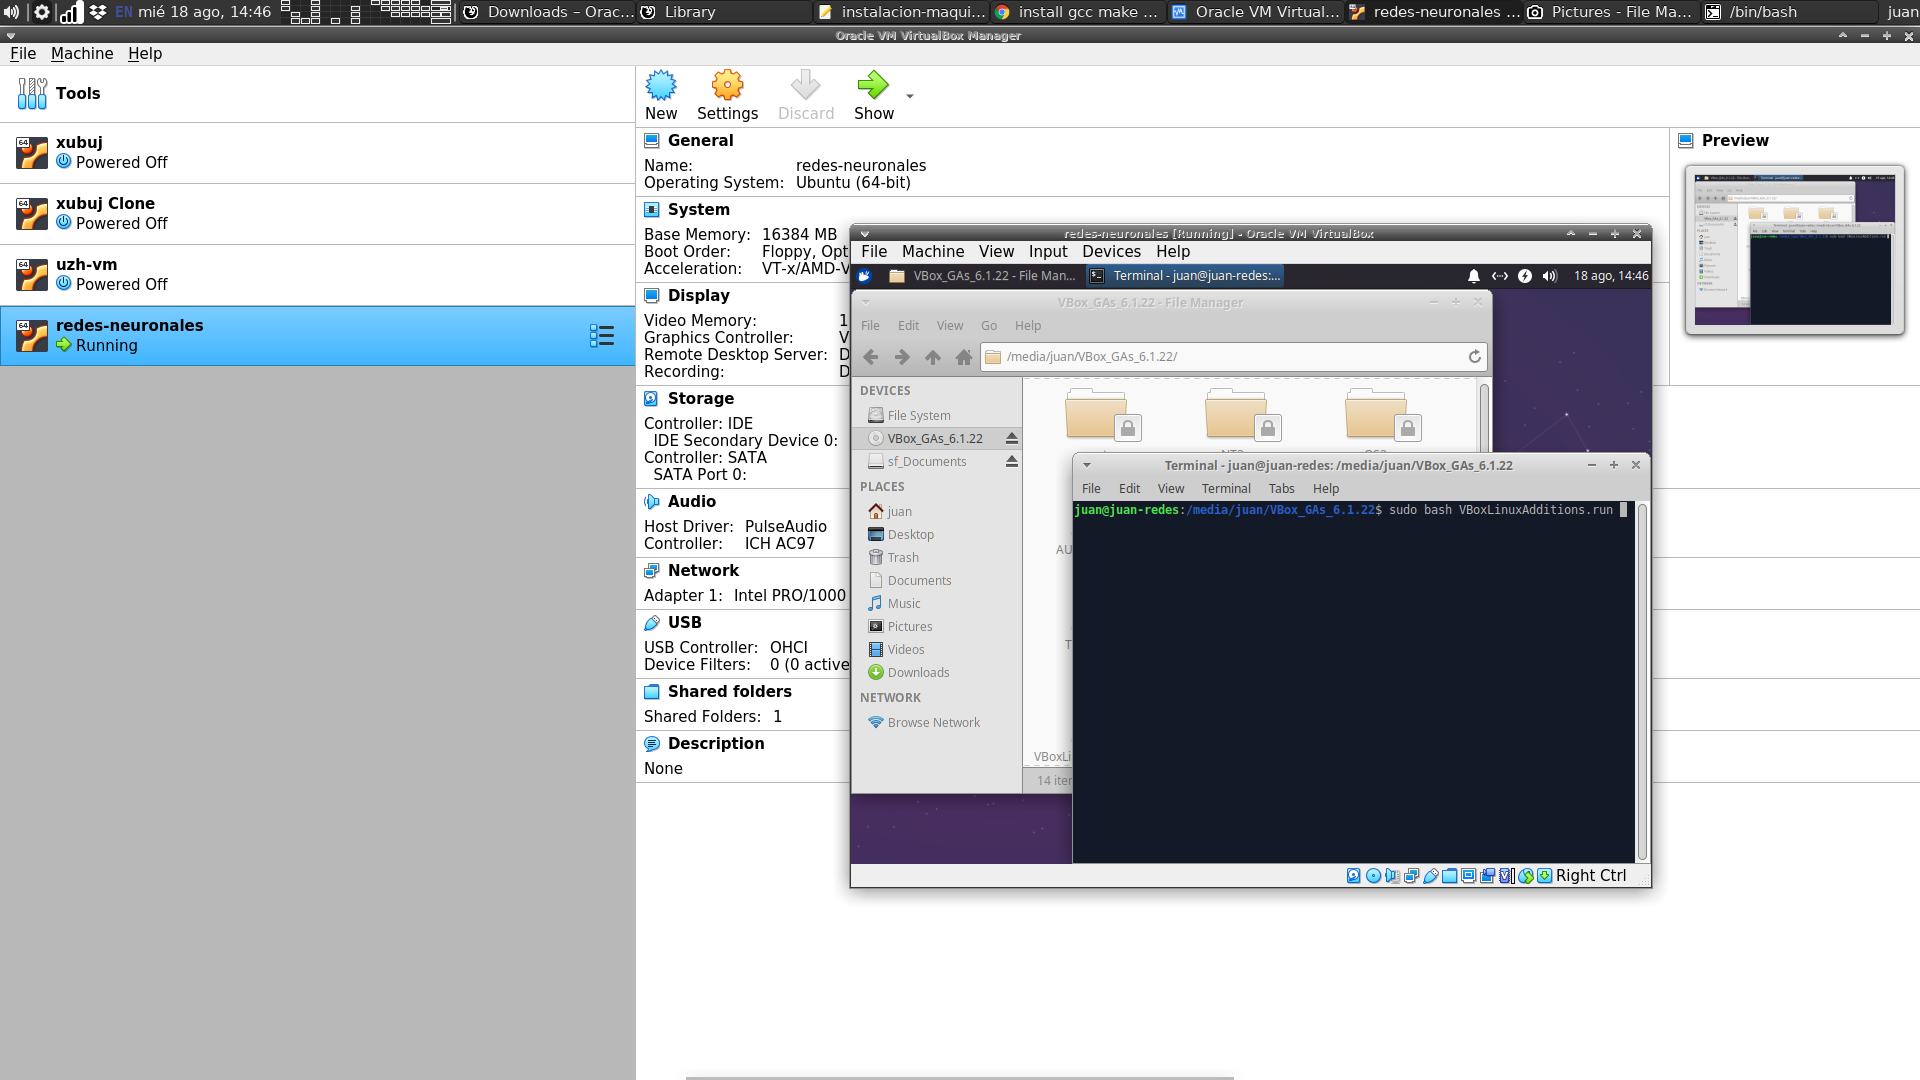 EN mié 18 ago, 14:46 Downloads – Orac... Library instalacion-maqui... install gcc make ... Oracle VM Virtual... redes-neuronales ... Pictures - File Ma... /bin/bash juan
Oracle VM VirtualBox Manager
File Machine Help
Tools
xubuj
Powered Off
xubuj Clone
Powered Off
uzh-vm
Powered Off
redes-neuronales
Running
New Settings Discard Show
General
Name: redes-neuronales
Operating System: Ubuntu (64-bit)
System
Base Memory: 16384 MB
Boot Order: Floppy, Opt
Acceleration: VT-x/AMD-V
Display
Video Memory: 1
Graphics Controller: V
Remote Desktop Server: D
Recording: D
Storage
Controller: IDE
IDE Secondary Device 0:
Controller: SATA
SATA Port 0:
Audio
Host Driver: PulseAudio
Controller: ICH AC97
Network
Adapter 1: Intel PRO/1000
USB
USB Controller: OHCI
Device Filters: 0 (0 active
Shared folders
Shared Folders: 1
Description
None
Preview
redes-neuronales [Running] - Oracle VM VirtualBox
File Machine View Input Devices Help
VBox_GAs_6.1.22 - File Man... Terminal - juan@juan-redes:... 18 ago, 14:46
VBox_GAs_6.1.22 - File Manager
File Edit View Go Help
/media/juan/VBox_GAs_6.1.22/
DEVICES
File System
VBox_GAs_6.1.22
sf_Documents
PLACES
juan
Desktop
Trash
Documents
Music
Pictures
Videos
Downloads
NETWORK
Browse Network
AU
T
VBoxLi
14 iter
Terminal - juan@juan-redes: /media/juan/VBox_GAs_6.1.22
File Edit View Terminal Tabs Help
juan@juan-redes:/media/juan/VBox_GAs_6.1.22$ sudo bash VBoxLinuxAdditions.run
Right Ctrl